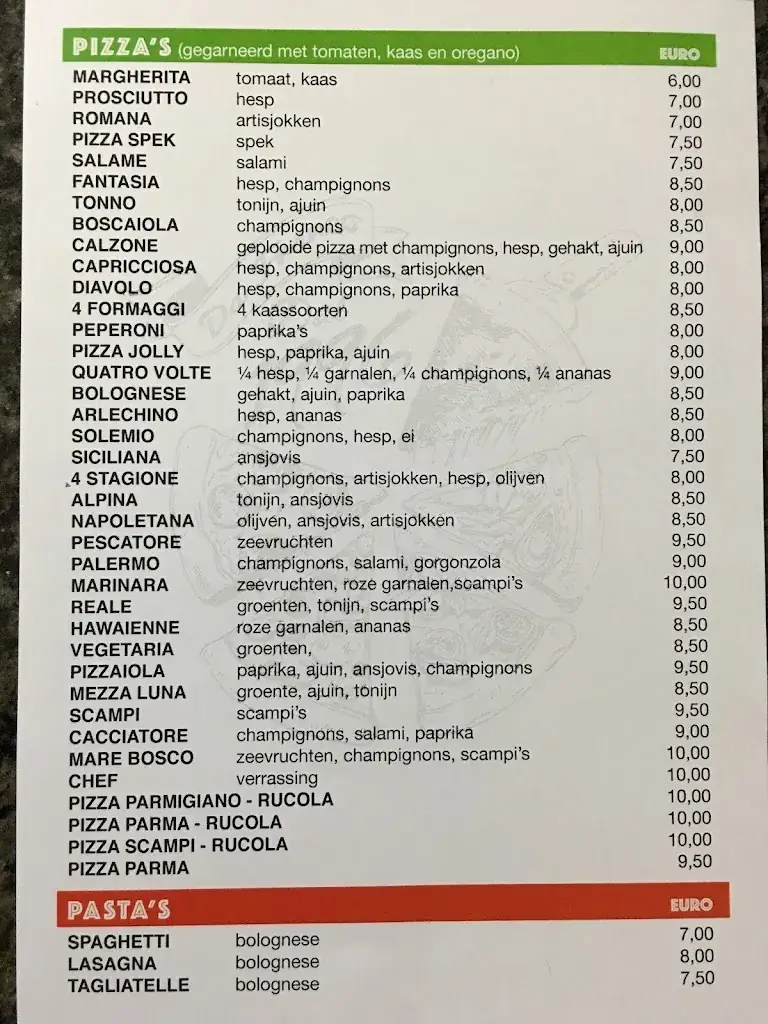 PIZZA'S (gegarneerd met tomaten, kaas en oregano) EURO
MARGHERITA tomaat, kaas 6,00
PROSCIUTTO hesp 7,00
ROMANA artisjokken 7,00
PIZZA SPEK spek 7,50
SALAME salami 7,50
FANTASIA hesp, champignons 8,50
TONNO tonijn, ajuin 8,00
BOSCAIOLA champignons 8,50
CALZONE geplooide pizza met champignons, hesp, gehakt, ajuin 9,00
CAPRICCIOSA hesp, champignons, artisjokken 8,00
DIAVOLO hesp, champignons, paprika 8,00
4 FORMAGGI 4 kaassoorten 8,50
PEPERONI paprika's 8,00
PIZZA JOLLY hesp, paprika, ajuin 8,00
QUATRO VOLTE ¼ hesp, ¼ garnalen, ¼ champignons, ¼ ananas 9,00
BOLOGNESE gehakt, ajuin, paprika 8,50
ARLECHINO hesp, ananas 8,50
SOLEMIO champignons, hesp, ei 8,00
SICILIANA ansjovis 7,50
4 STAGIONE champignons, artisjokken, hesp, olijven 8,00
ALPINA tonijn, ansjovis 8,50
NAPOLETANA olijven, ansjovis, artisjokken 8,50
PESCATORE zeevruchten 9,50
PALERMO champignons, salami, gorgonzola 9,00
MARINARA zeevruchten, roze garnalen,scampi's 10,00
REALE groenten, tonijn, scampi's 9,50
HAWAIENNE roze garnalen, ananas 8,50
VEGETARIA groenten, 8,50
PIZZAIOLA paprika, ajuin, ansjovis, champignons 9,50
MEZZA LUNA groente, ajuin, tonijn 8,50
SCAMPI scampi's 9,50
CACCIATORE champignons, salami, paprika 9,00
MARE BOSCO zeevruchten, champignons, scampi's 10,00
CHEF verrassing 10,00
PIZZA PARMIGIANO - RUCOLA 10,00
PIZZA PARMA - RUCOLA 10,00
PIZZA SCAMPI - RUCOLA 10,00
PIZZA PARMA 9,50
PASTA'S EURO
SPAGHETTI bolognese 7,00
LASAGNA bolognese 8,00
TAGLIATELLE bolognese 7,50